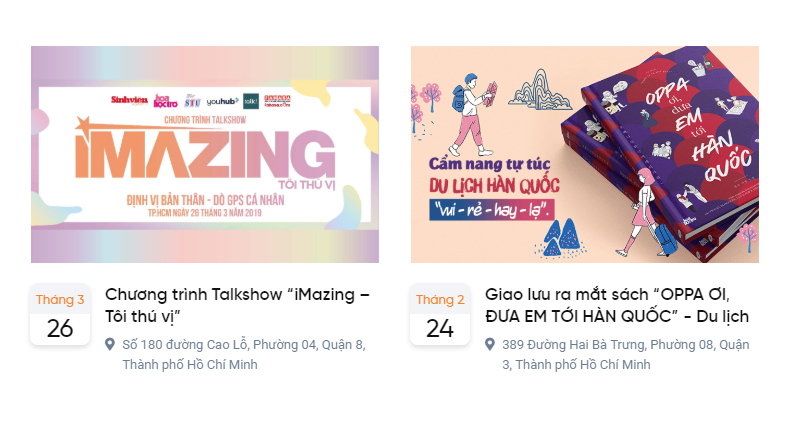 Sinhviên
hoa
học trò
STU
youhub
talk!
CHƯƠNG TRÌNH TALKSHOW
iMAZING
TÔI THÚ VỊ
ĐỊNH VỊ BẢN THÂN - DÒ GPS CÁ NHÂN
TP.HCM NGÀY 26 THÁNG 3 NĂM 2019
Cẩm nang tự túc
DU LỊCH HÀN QUỐC
"vui - rẻ - hay - lạ".
OPPA
ơi, đưa
EM
tới
HÀN
QUỐC
Tháng 3
26
Chương trình Talkshow “iMazing –
Tôi thú vị”
Số 180 đường Cao Lỗ, Phường 04, Quận 8,
Thành phố Hồ Chí Minh
Tháng 2
24
Giao lưu ra mắt sách “OPPA ƠI,
ĐƯA EM TỚI HÀN QUỐC” - Du lịch
389 Đường Hai Bà Trưng, Phường 08, Quận
3, Thành phố Hồ Chí Minh